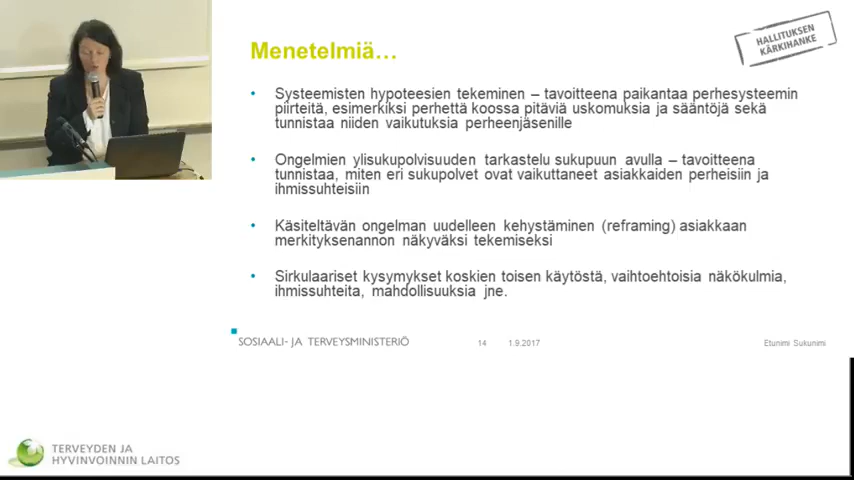 Menetelmiä…
HALLITUKSEN
KÄRKIHANKE
• Systeemisten hypoteesien tekeminen – tavoitteena paikantaa perhesysteemin
piirteitä, esimerkiksi perhettä koossa pitäviä uskomuksia ja sääntöjä sekä
tunnistaa niiden vaikutuksia perheenjäsenille
• Ongelmien ylisukupolvisuuden tarkastelu sukupuun avulla – tavoitteena
tunnistaa, miten eri sukupolvet ovat vaikuttaneet asiakkaiden perheisiin ja
ihmissuhteisiin
• Käsiteltävän ongelman uudelleen kehystäminen (reframing) asiakkaan
merkityksenannon näkyväksi tekemiseksi
• Sirkulaariset kysymykset koskien toisen käytöstä, vaihtoehtoisia näkökulmia,
ihmissuhteita, mahdollisuuksia jne.
SOSIAALI- JA TERVEYSMINISTERIÖ 14 1.9.2017 Etunimi Sukunimi
TERVEYDEN JA
HYVINVOINNIN LAITOS